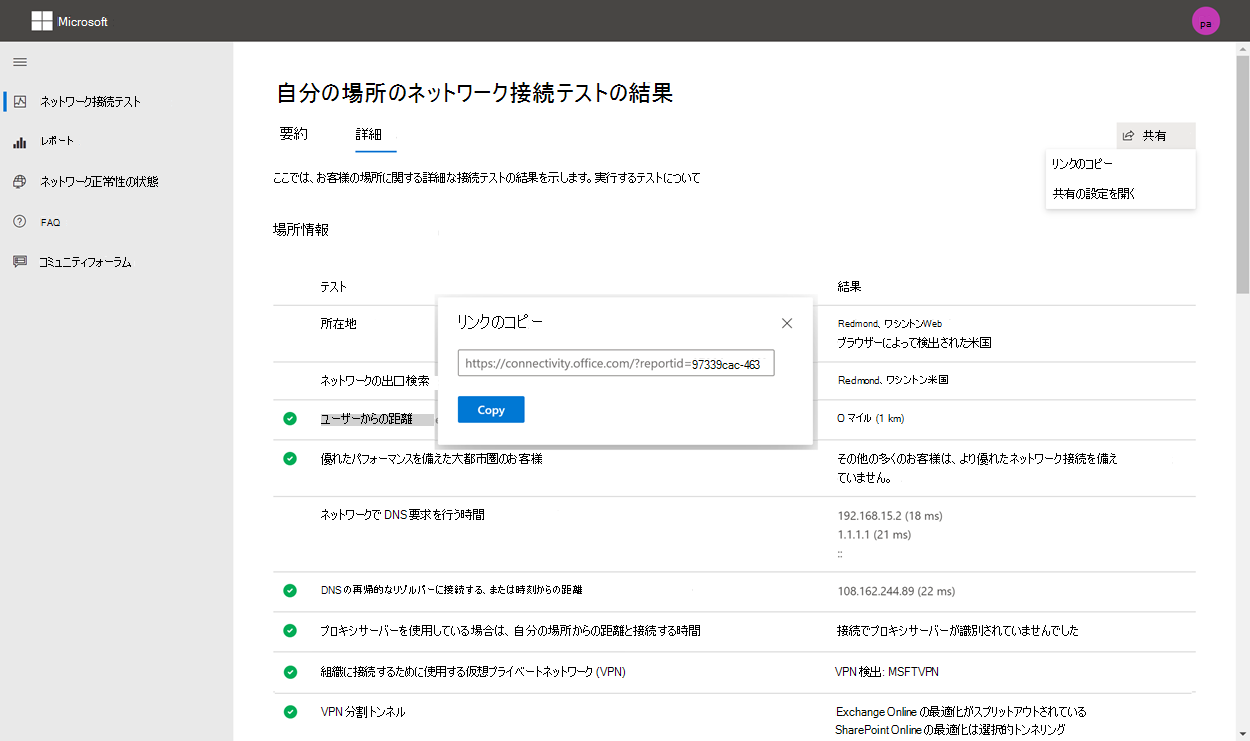 Microsoft
pa
ネットワーク接続テスト
レポート
ネットワーク正常性の状態
FAQ
コミュニティフォーラム
自分の場所のネットワーク接続テストの結果
要約
詳細
共有
リンクのコピー
共有の設定を開く
ここでは、お客様の場所に関する詳細な接続テストの結果を示します。実行するテストについて
場所情報
テスト
結果
所在地
Redmond、ワシントンWeb
ブラウザーによって検出された米国
ネットワークの出口検索
Redmond、ワシントン米国
ユーザーからの距離
0 マイル (1 km)
リンクのコピー
https://connectivity.office.com/?reportid=97339cac-463
Copy
優れたパフォーマンスを備えた大都市圏のお客様
その他の多くのお客様は、より優れたネットワーク接続を備え
ていません。
ネットワークで DNS 要求を行う時間
192.168.15.2 (18 ms)
1.1.1.1 (21 ms)
::
DNS の再帰的なリゾルバーに接続する、または時刻からの距離
108.162.244.89 (22 ms)
プロキシサーバーを使用している場合は、自分の場所からの距離と接続する時間
接続でプロキシサーバーが識別されていませんでした
組織に接続するために使用する仮想プライベートネットワーク (VPN)
VPN 検出: MSFTVPN
VPN 分割トンネル
Exchange Online の最適化がスプリットアウトされている
SharePoint Online の最適化は選択的トンネリング